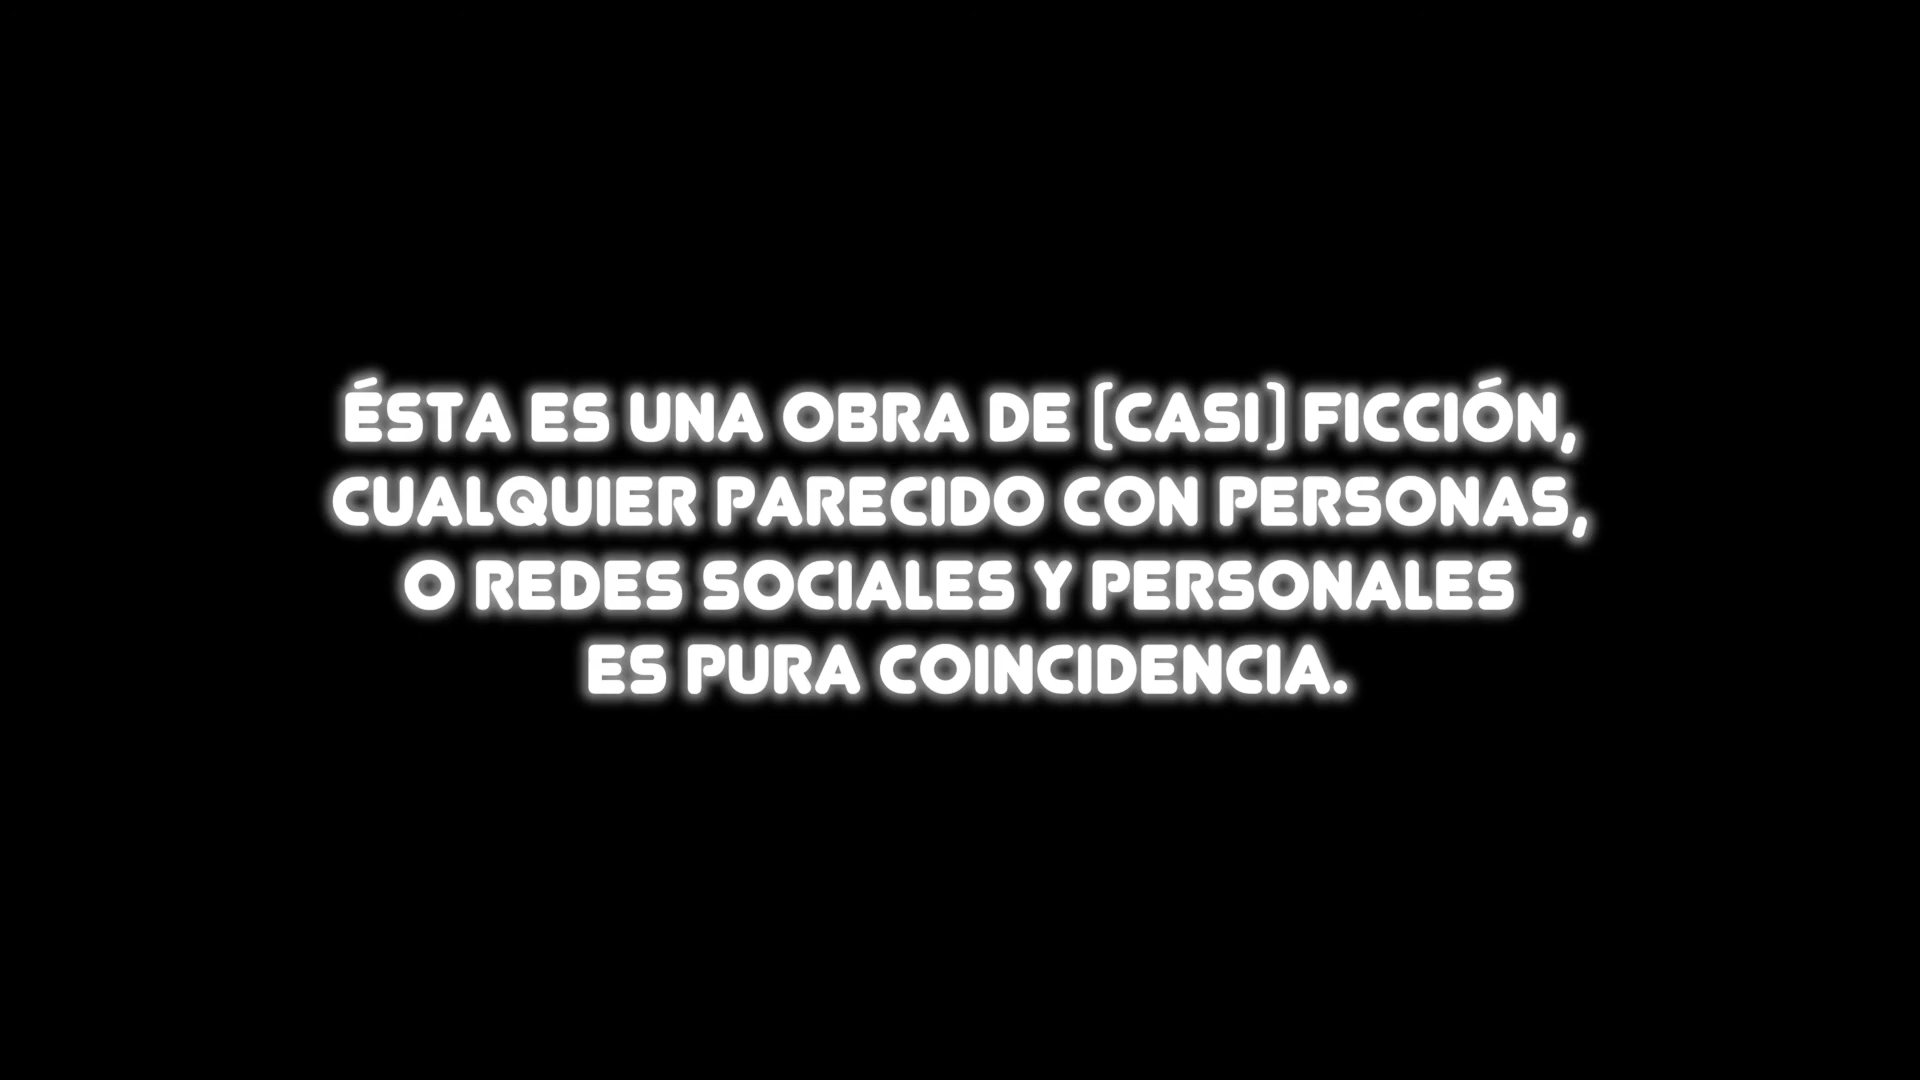 ÉSTA ES UNA OBRA DE (CASI) FICCIÓN,
CUALQUIER PARECIDO CON PERSONAS,
O REDES SOCIALES Y PERSONALES
ES PURA COINCIDENCIA.